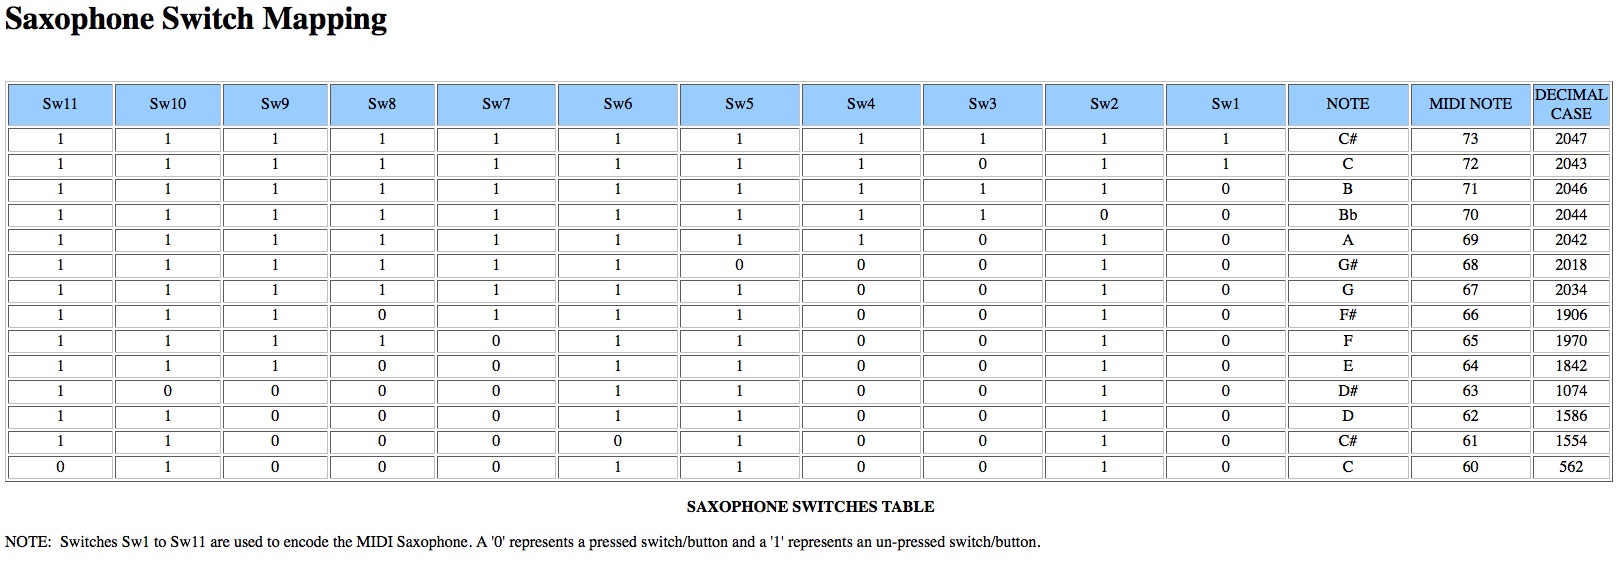 Saxophone Switch Mapping
Sw11 Sw10 Sw9 Sw8 Sw7 Sw6 Sw5 Sw4 Sw3 Sw2 Sw1 NOTE MIDI NOTE DECIMAL CASE
1 1 1 1 1 1 1 1 1 1 1 C# 73 2047
1 1 1 1 1 1 1 1 0 1 1 C 72 2043
1 1 1 1 1 1 1 1 1 1 0 B 71 2046
1 1 1 1 1 1 1 1 1 0 0 Bb 70 2044
1 1 1 1 1 1 1 1 0 1 0 A 69 2042
1 1 1 1 1 1 0 0 0 1 0 G# 68 2018
1 1 1 1 1 1 1 0 0 1 0 G 67 2034
1 1 1 0 1 1 1 0 0 1 0 F# 66 1906
1 1 1 1 0 1 1 0 0 1 0 F 65 1970
1 1 1 0 0 1 1 0 0 1 0 E 64 1842
1 0 0 0 0 1 1 0 0 1 0 D# 63 1074
1 1 0 0 0 1 1 0 0 1 0 D 62 1586
1 1 0 0 0 0 1 0 0 1 0 C# 61 1554
0 1 0 0 0 1 1 0 0 1 0 C 60 562
SAXOPHONE SWITCHES TABLE
NOTE: Switches Sw1 to Sw11 are used to encode the MIDI Saxophone. A '0' represents a pressed switch/button and a '1' represents an un-pressed switch/button.